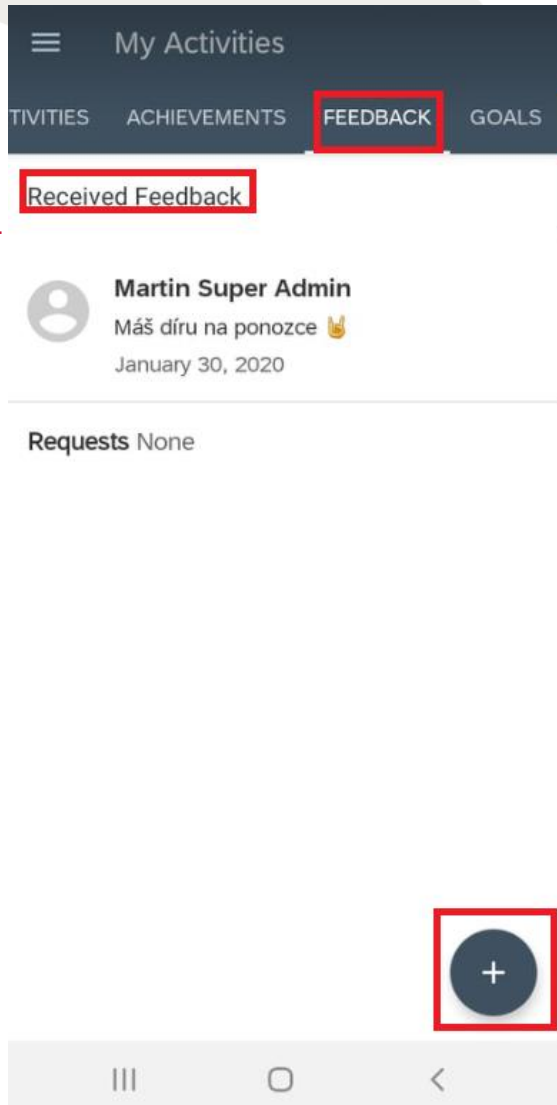 My Activities
TIVITIES ACHIEVEMENTS FEEDBACK GOALS
Received Feedback
Martin Super Admin
Máš díru na ponozce 🤘
January 30, 2020
Requests None
+